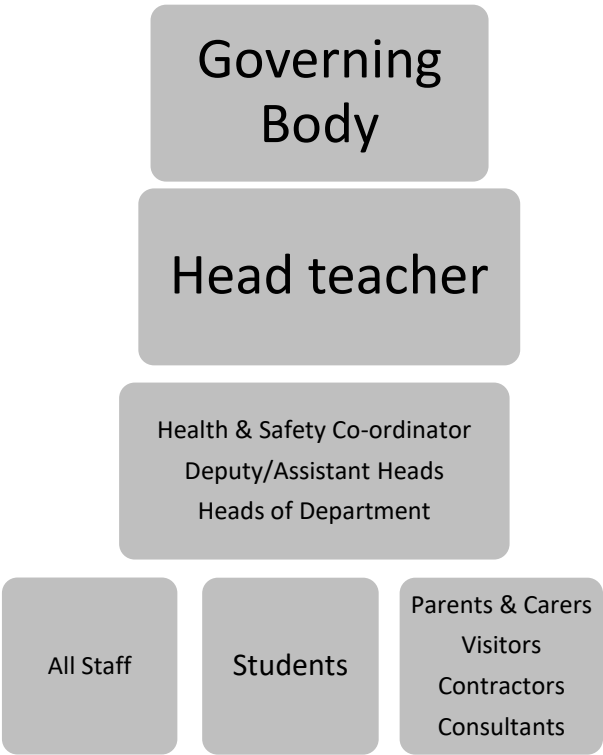 Governing
Body
Head teacher
Health & Safety Co-ordinator
Deputy/Assistant Heads
Heads of Department
All Staff
Students
Parents & Carers
Visitors
Contractors
Consultants